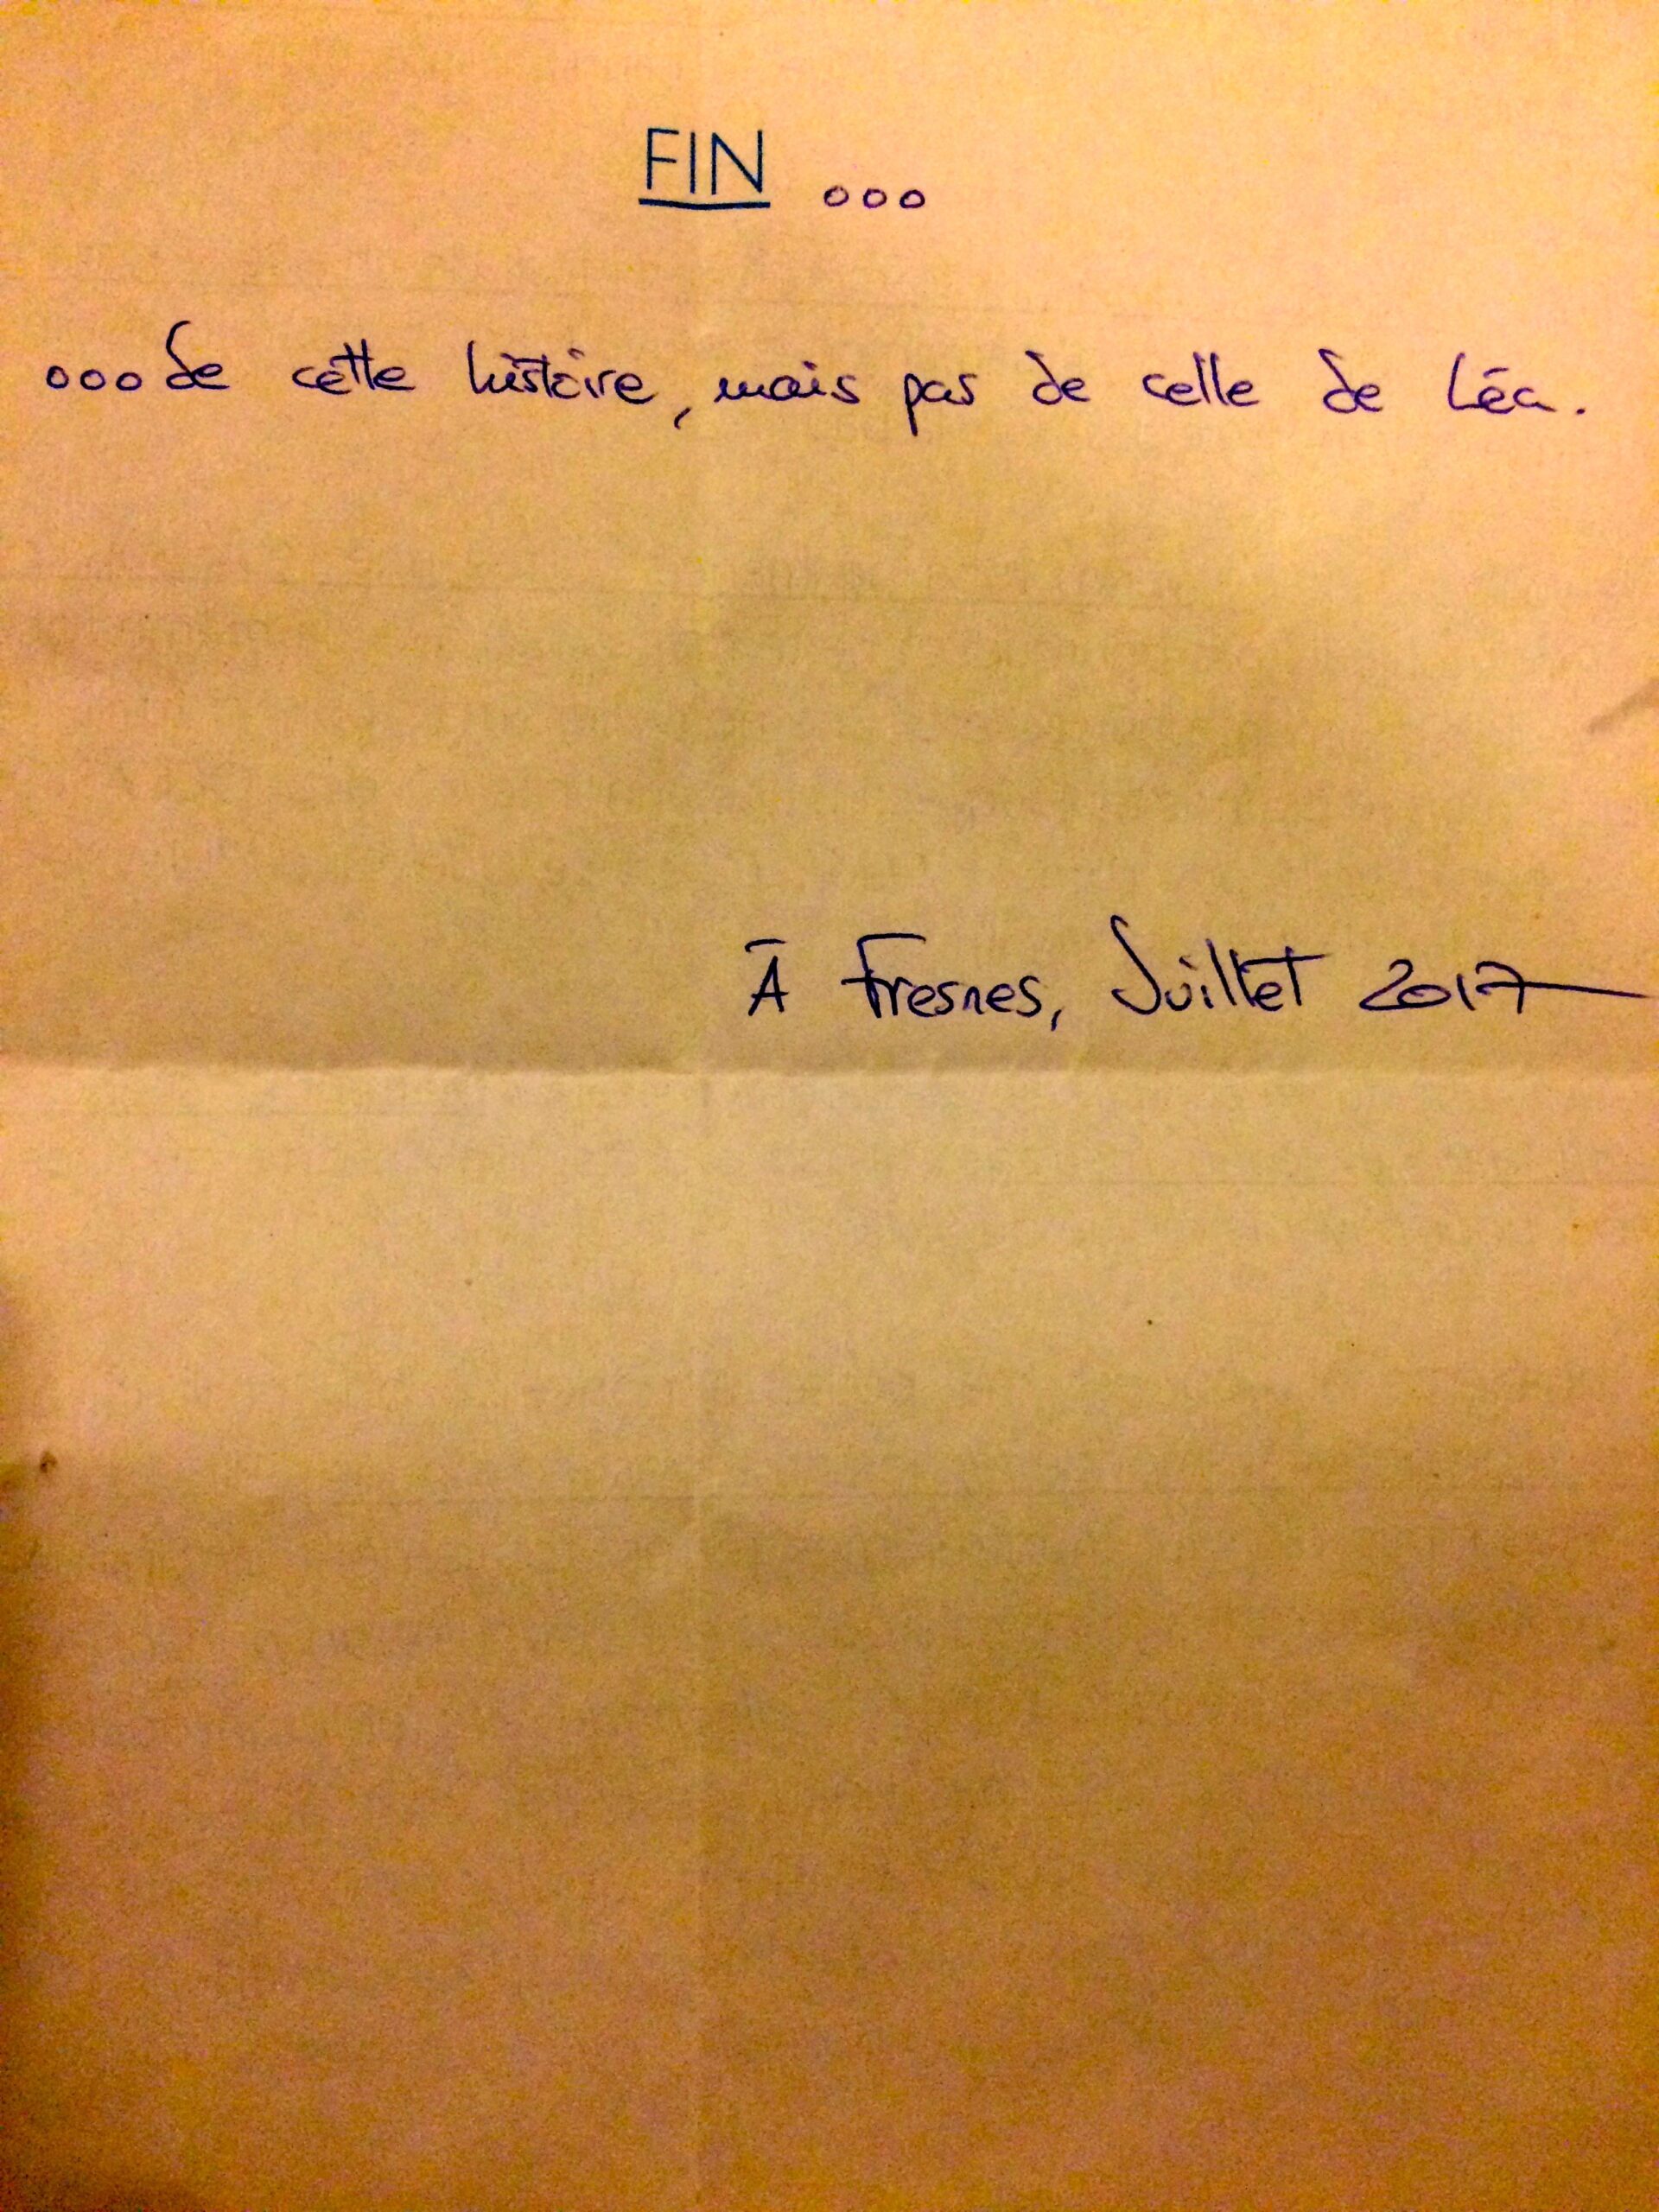 FIN ...
...de cette histoire, mais pas de celle de Léa.
À Fresnes, Juillet 2017